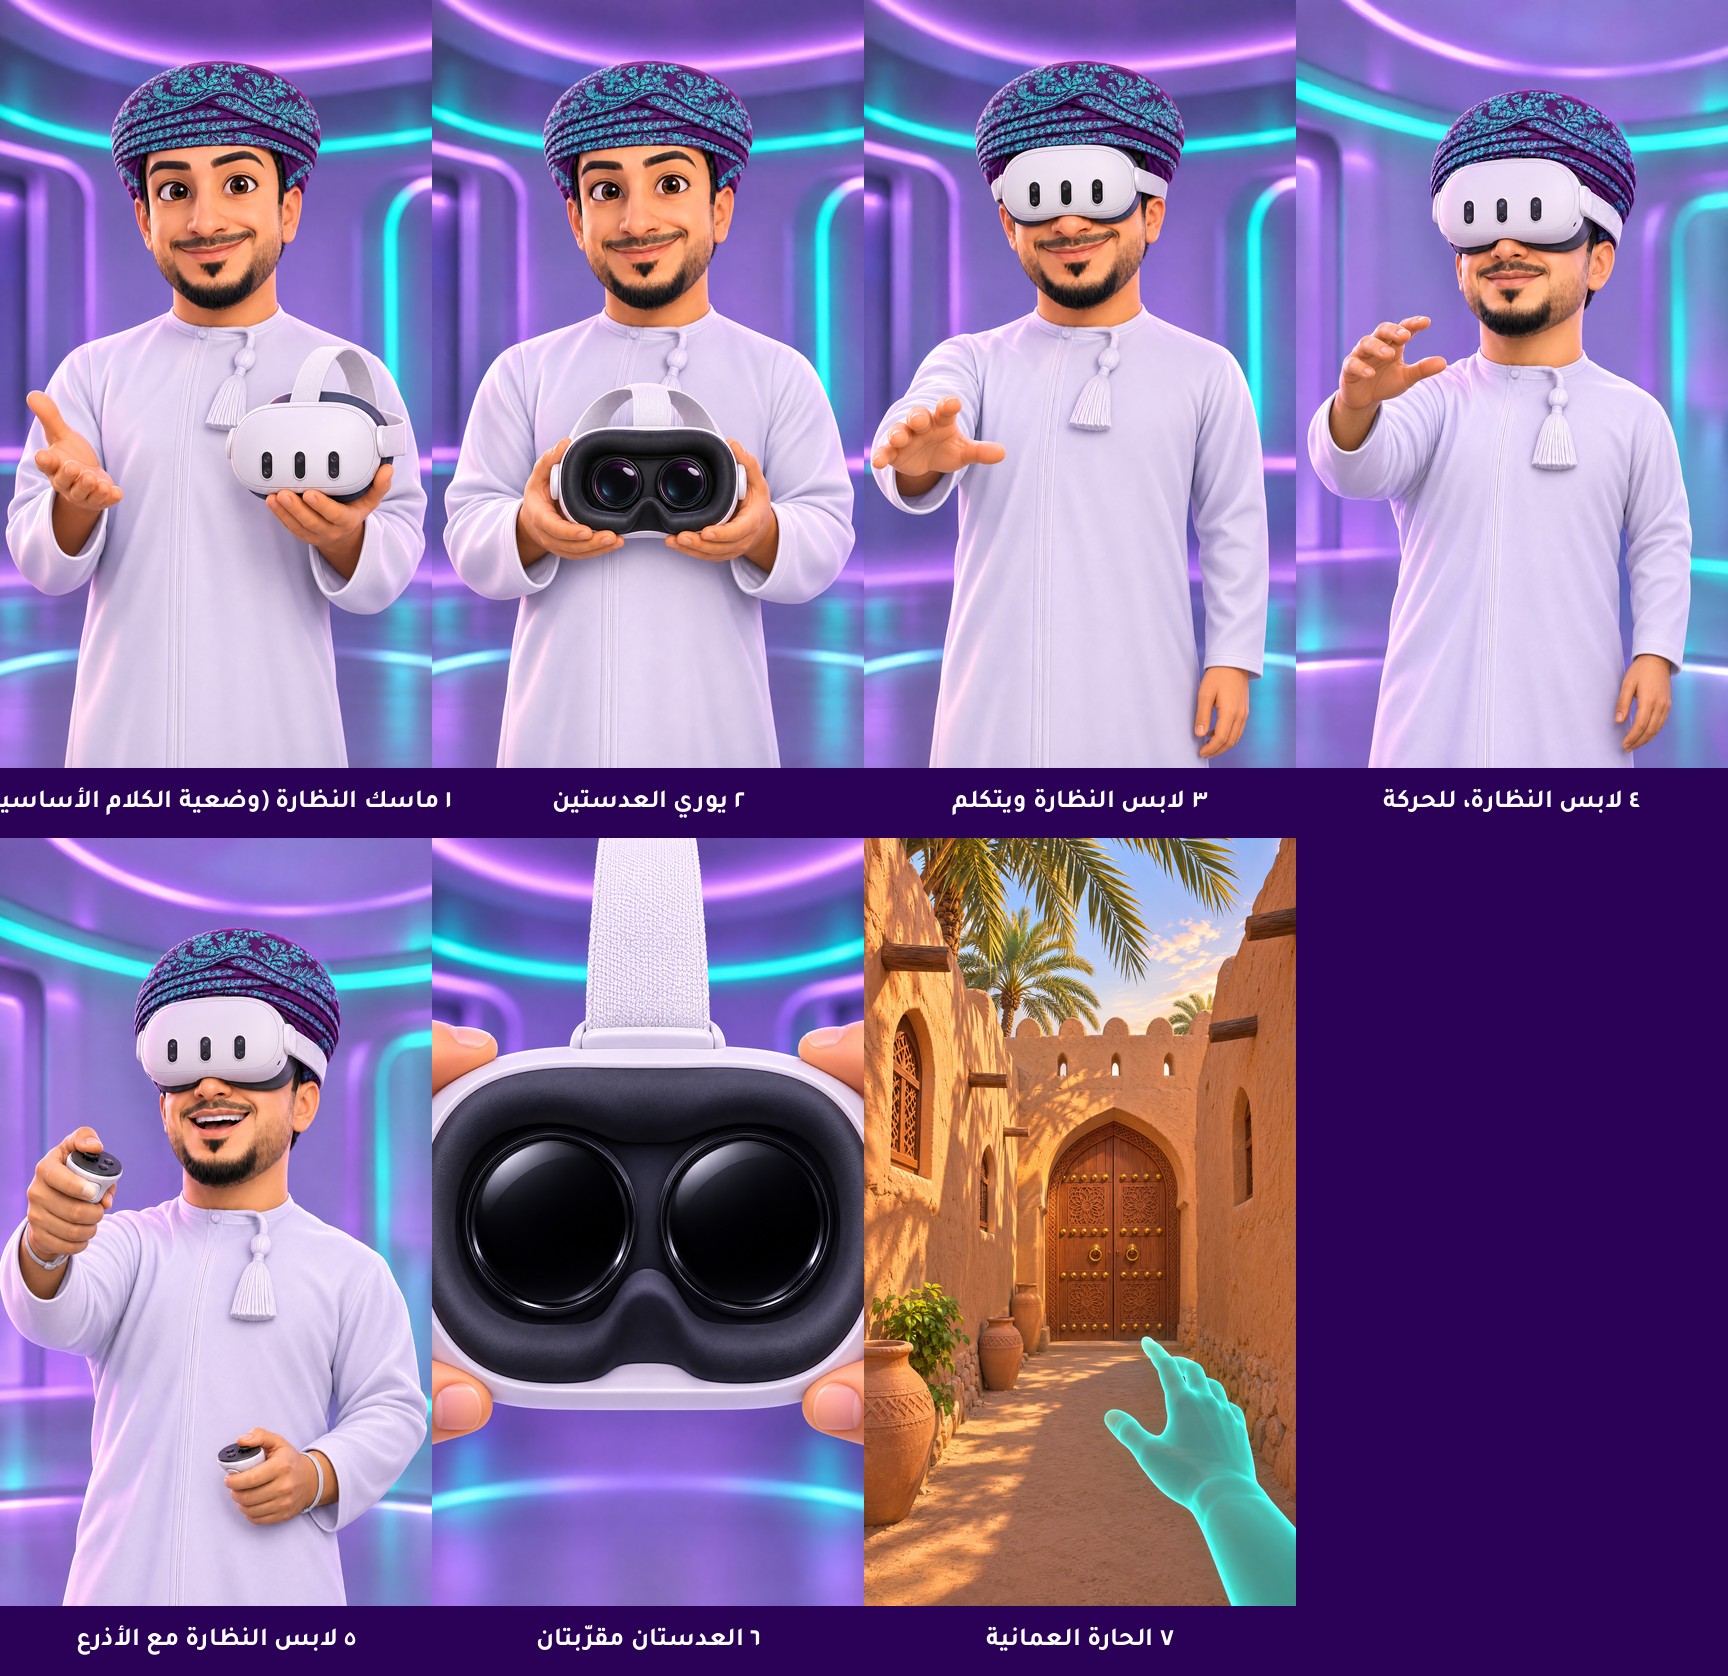 ١ ماسك النظارة (وضعية الكلام الأساسي
٢ يوري العدستين
٣ لابس النظارة ويتكلم
٤ لابس النظارة، للحركة
٥ لابس النظارة مع الأذرع
٦ العدستان مقرّبتان
٧ الحارة العمانية